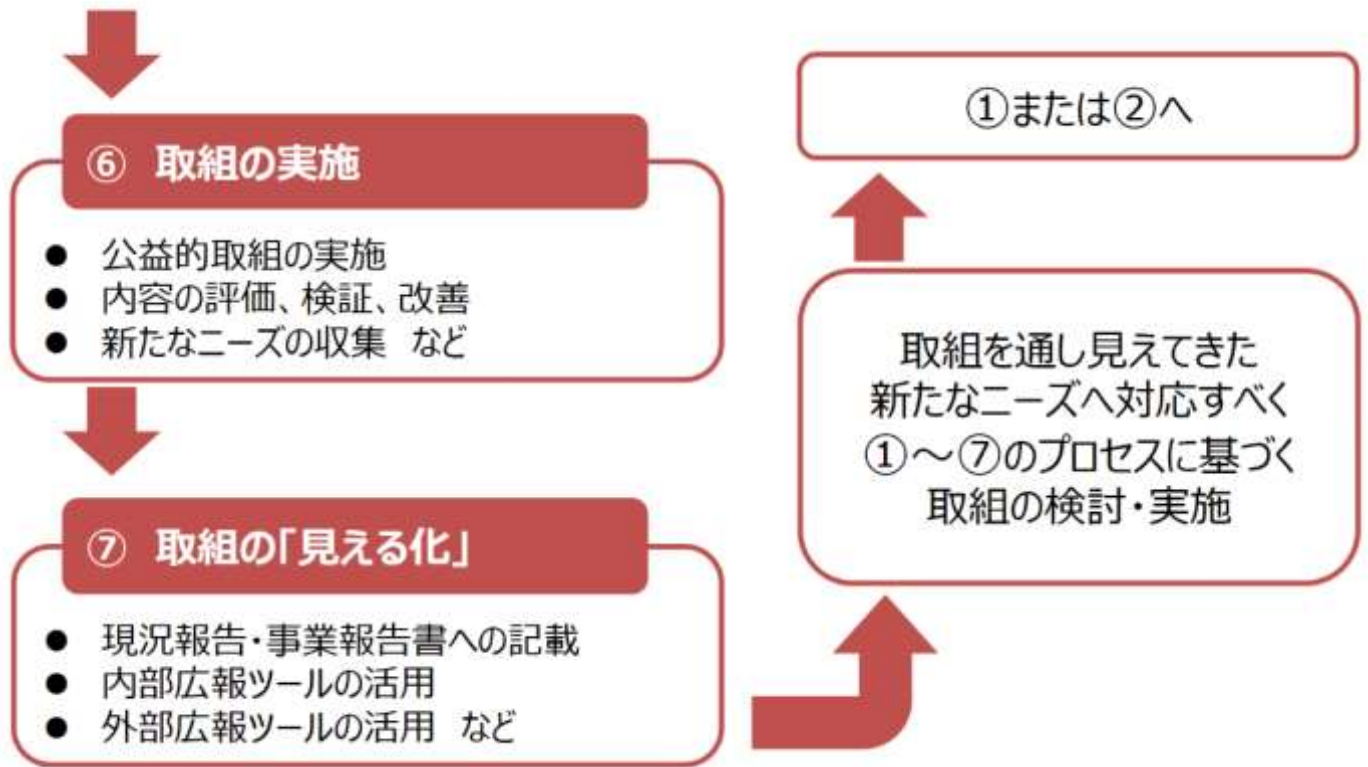 ⑥ 取組の実施
● 公益的取組の実施
● 内容の評価、検証、改善
● 新たなニーズの収集 など
⑦ 取組の「見える化」
● 現況報告・事業報告書への記載
● 内部広報ツールの活用
● 外部広報ツールの活用 など
取組を通し見えてきた
新たなニーズへ対応すべく
①～⑦のプロセスに基づく
取組の検討・実施
①または②へ